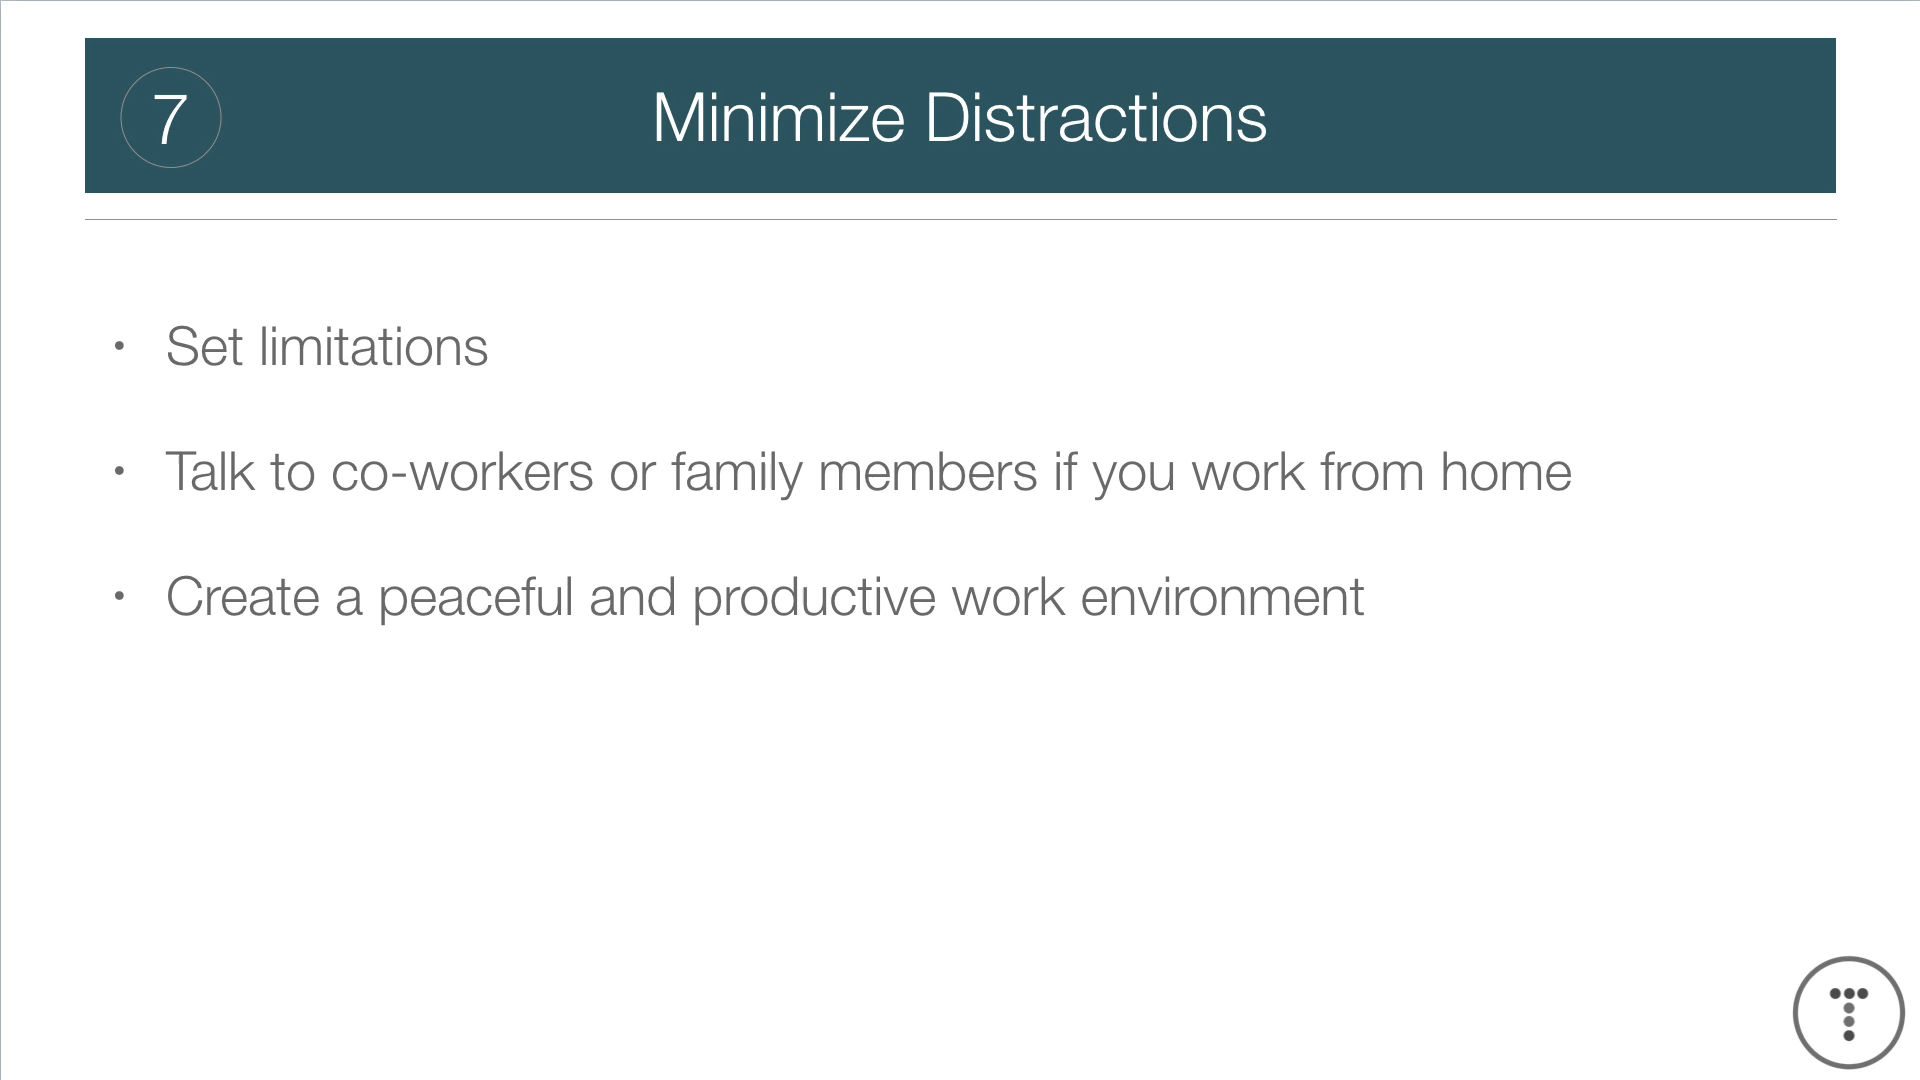 7
Minimize Distractions
• Set limitations
• Talk to co-workers or family members if you work from home
• Create a peaceful and productive work environment
T